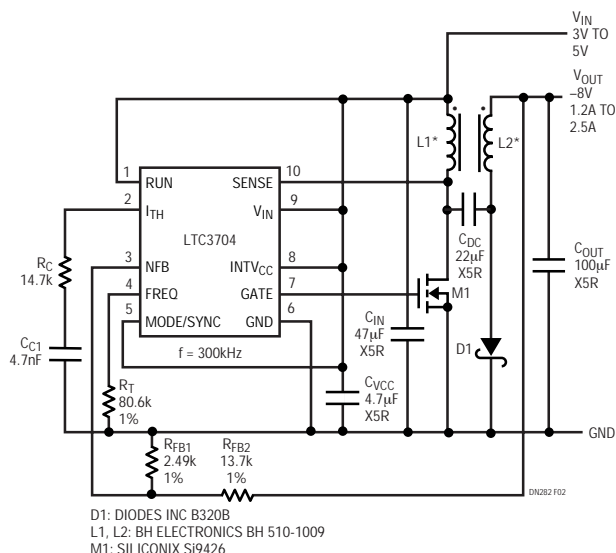 VIN
3V TO
5V
VOUT
–8V
1.2A TO
2.5A
L1*
L2*
1
RUN
SENSE
10
2
ITH
VIN
9
LTC3704
3
NFB
INTVCC
8
4
FREQ
GATE
7
5
MODE/SYNC
GND
6
RC
14.7k
CC1
4.7nF
f = 300kHz
RT
80.6k
1%
M1
CDC
22µF
X5R
CIN
47µF
X5R
D1
COUT
100µF
X5R
CVCC
4.7µF
X5R
GND
RFB1
2.49k
1%
RFB2
13.7k
1%
DN282 F02
D1: DIODES INC B320B
L1, L2: BH ELECTRONICS BH 510-1009
M1: SILICONIX Si9426